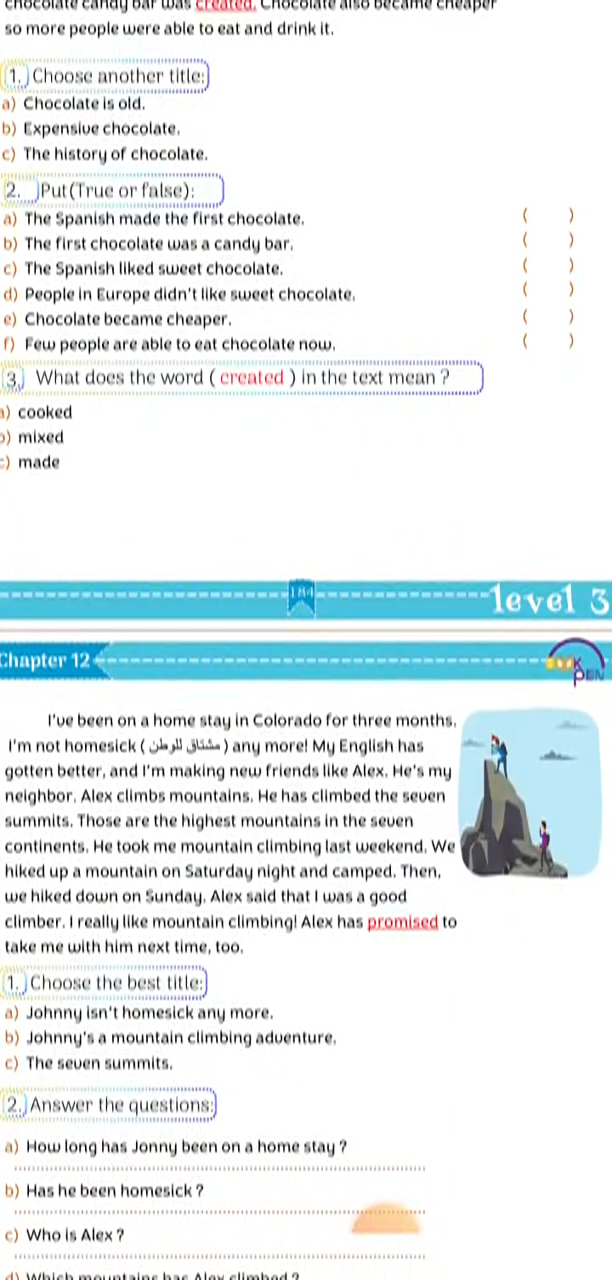 chocolate candy bar was created. Chocolate also became cheaper
so more people were able to eat and drink it.
1. Choose another title:
a) Chocolate is old.
b) Expensive chocolate.
c) The history of chocolate.
2. Put (True or false):
a) The Spanish made the first chocolate. ( )
b) The first chocolate was a candy bar. ( )
c) The Spanish liked sweet chocolate. ( )
d) People in Europe didn't like sweet chocolate. ( )
e) Chocolate became cheaper. ( )
f) Few people are able to eat chocolate now. ( )
3. What does the word ( created ) in the text mean ?
a) cooked
b) mixed
c) made
184
level 3
Chapter 12
PEN
I've been on a home stay in Colorado for three months.
I'm not homesick ( مشتاق للوطن ) any more! My English has
gotten better, and I'm making new friends like Alex. He's my
neighbor. Alex climbs mountains. He has climbed the seven
summits. Those are the highest mountains in the seven
continents. He took me mountain climbing last weekend. We
hiked up a mountain on Saturday night and camped. Then,
we hiked down on Sunday. Alex said that I was a good
climber. I really like mountain climbing! Alex has promised to
take me with him next time, too.
1. Choose the best title:
a) Johnny isn't homesick any more.
b) Johnny's a mountain climbing adventure.
c) The seven summits.
2. Answer the questions:
a) How long has Jonny been on a home stay ?
b) Has he been homesick ?
c) Who is Alex ?
d) Which mountains has Alex climbed ?